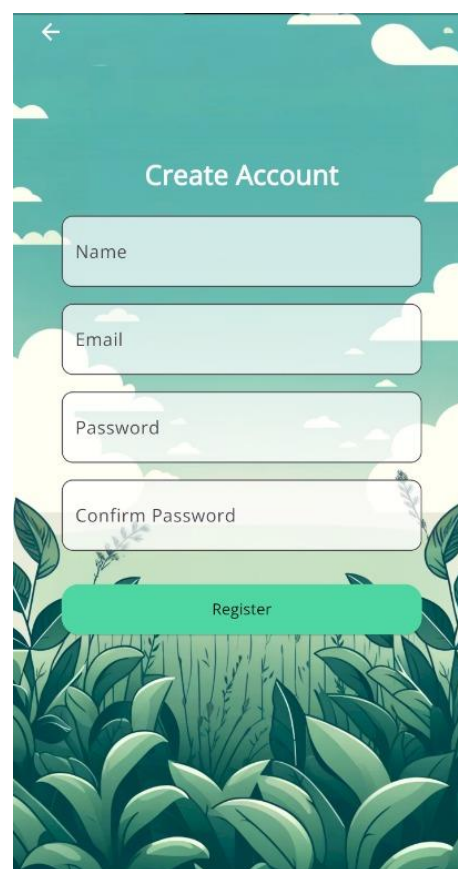 Create Account
Name
Email
Password
Confirm Password
Register